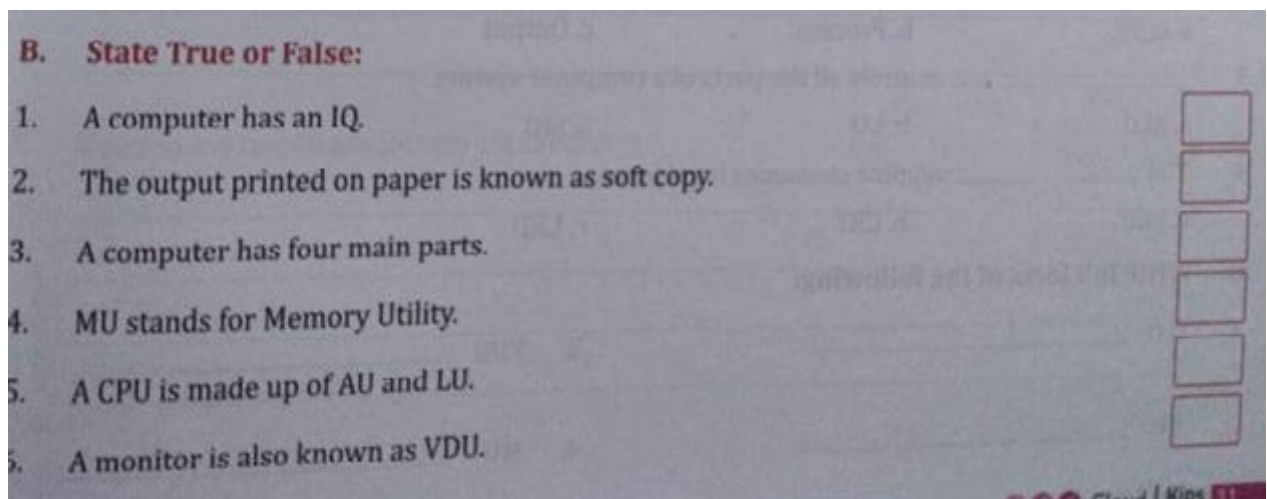 B. State True or False:
1. A computer has an IQ.
2. The output printed on paper is known as soft copy.
3. A computer has four main parts.
4. MU stands for Memory Utility.
5. A CPU is made up of AU and LU.
A monitor is also known as VDU.